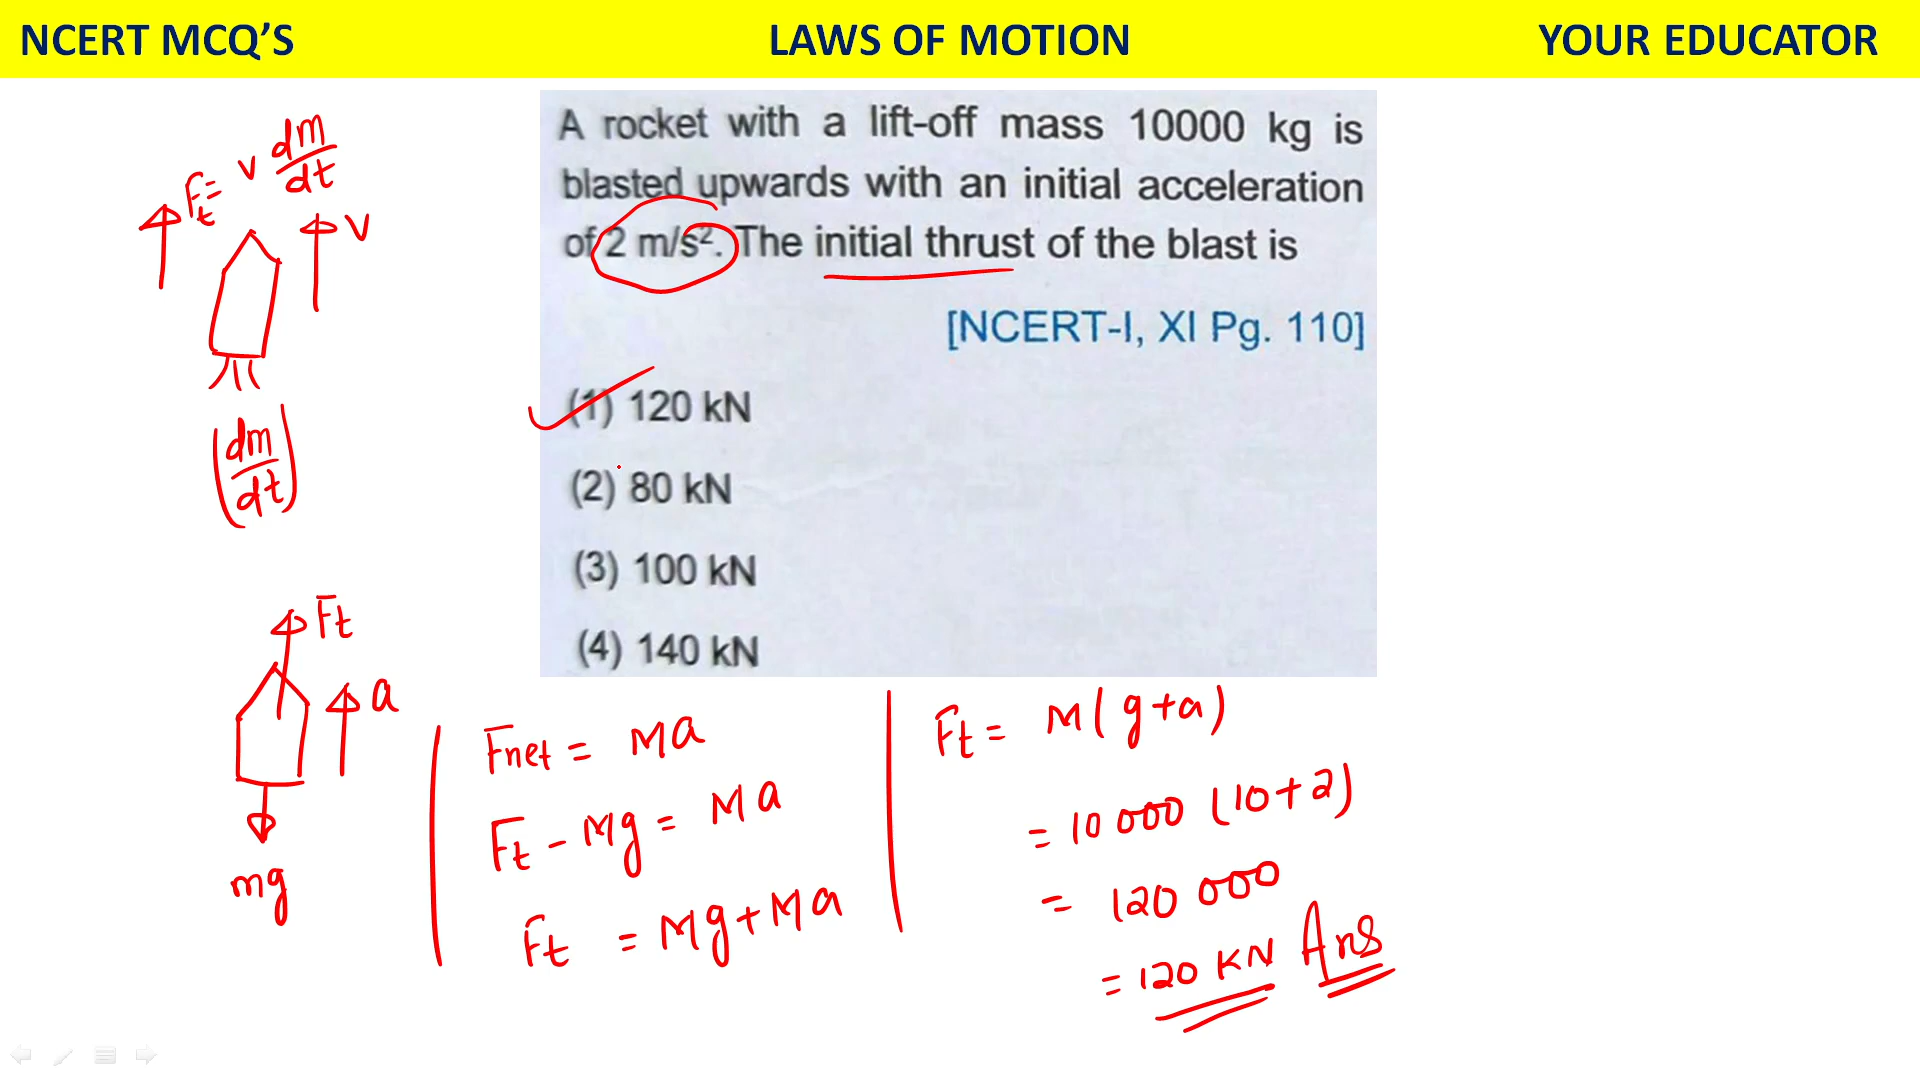 NCERT MCQ'S
LAWS OF MOTION
YOUR EDUCATOR
A rocket with a lift-off mass 10000 kg is
blasted upwards with an initial acceleration
of 2 m/s². The initial thrust of the blast is
[NCERT-I, XI Pg. 110]
(1) 120 kN
(2) 80 kN
(3) 100 kN
(4) 140 kN
Ft = v dm/dt
v
(dm/dt)
Ft
a
mg
Fnet = Ma
Ft - Mg = Ma
Ft = Mg + Ma
Ft = M(g+a)
= 10 000 (10+2)
= 120 000
= 120 KN Ans